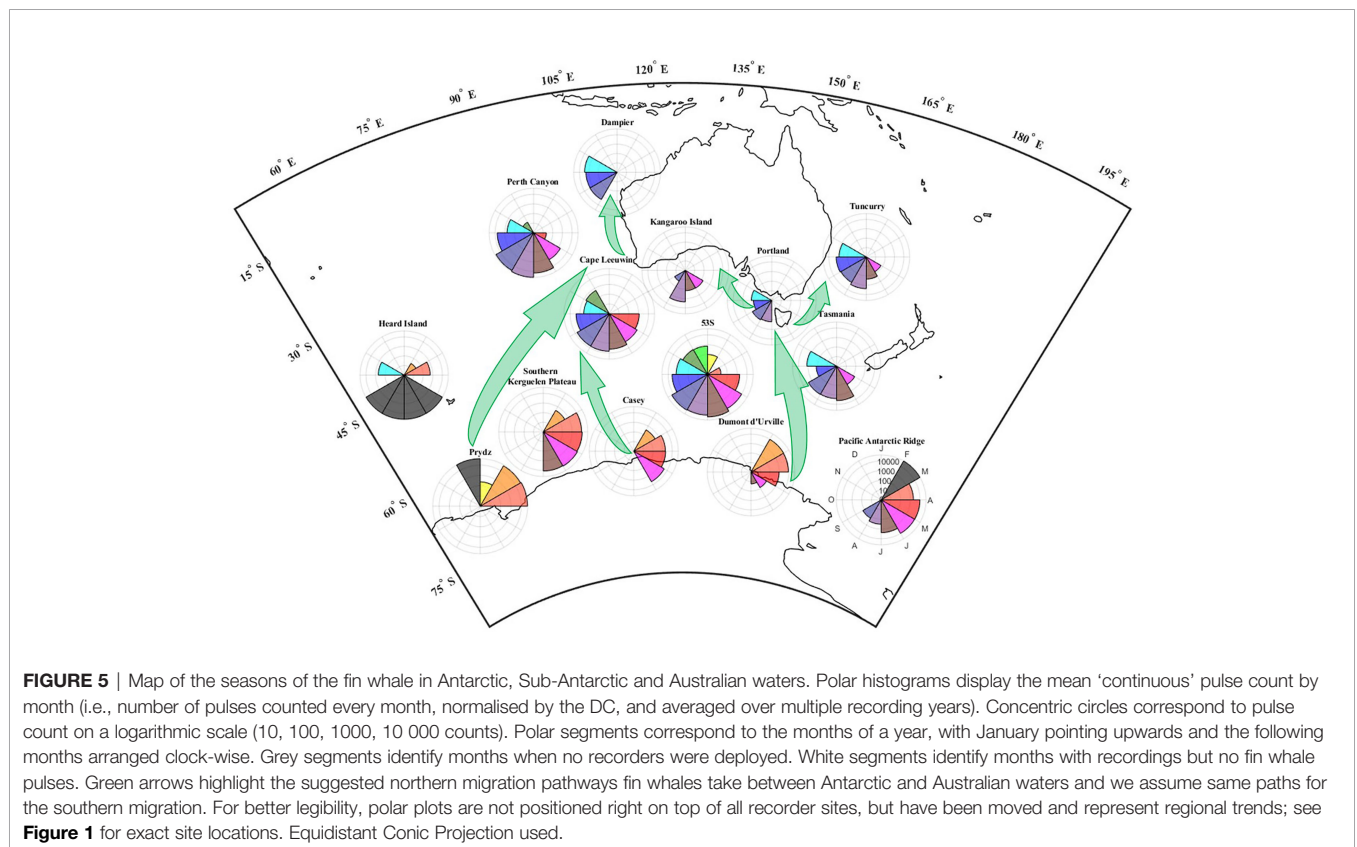 60° E
75° E
90° E
105° E
120° E
135° E
150° E
165° E
180° E
195° E
15° S
30° S
45° S
60° S
75° S
Dampier
Perth Canyon
Kangaroo Island
Tuncurry
Portland
Cape Leeuwin
Heard Island
53S
Tasmania
Southern
Kerguelen Plateau
Casey
Dumont d'Urville
Prydz
Pacific Antarctic Ridge
J
F
M
A
M
J
J
A
S
O
N
D
10000
1000
100
10
FIGURE 5 | Map of the seasons of the fin whale in Antarctic, Sub-Antarctic and Australian waters. Polar histograms display the mean ‘continuous’ pulse count by
month (i.e., number of pulses counted every month, normalised by the DC, and averaged over multiple recording years). Concentric circles correspond to pulse
count on a logarithmic scale (10, 100, 1000, 10 000 counts). Polar segments correspond to the months of a year, with January pointing upwards and the following
months arranged clock-wise. Grey segments identify months when no recorders were deployed. White segments identify months with recordings but no fin whale
pulses. Green arrows highlight the suggested northern migration pathways fin whales take between Antarctic and Australian waters and we assume same paths for
the southern migration. For better legibility, polar plots are not positioned right on top of all recorder sites, but have been moved and represent regional trends; see
Figure 1 for exact site locations. Equidistant Conic Projection used.